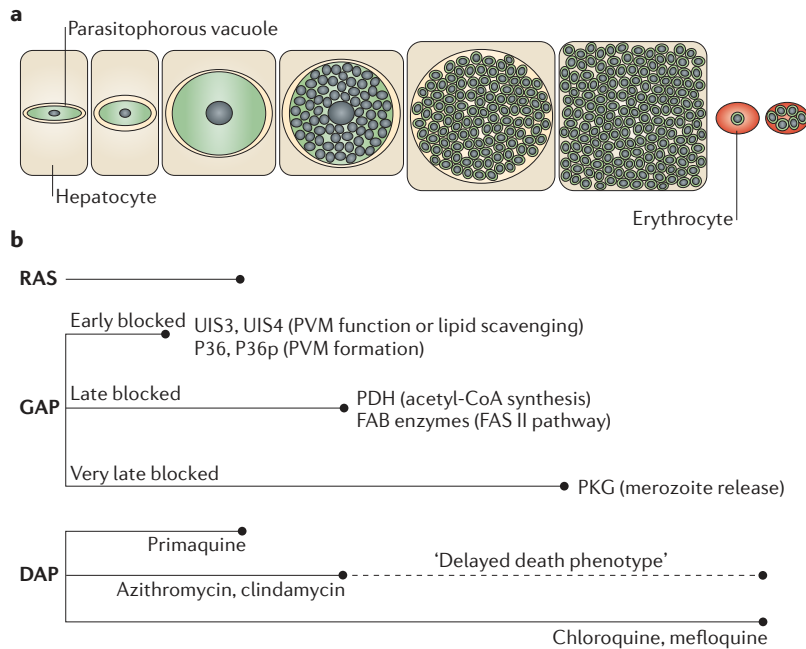 a
Parasitophorous vacuole
Hepatocyte
Erythrocyte
b
RAS
Early blocked
UIS3, UIS4 (PVM function or lipid scavenging)
P36, P36p (PVM formation)
GAP
Late blocked
PDH (acetyl-CoA synthesis)
FAB enzymes (FAS II pathway)
Very late blocked
PKG (merozoite release)
Primaquine
DAP
'Delayed death phenotype'
Azithromycin, clindamycin
Chloroquine, mefloquine